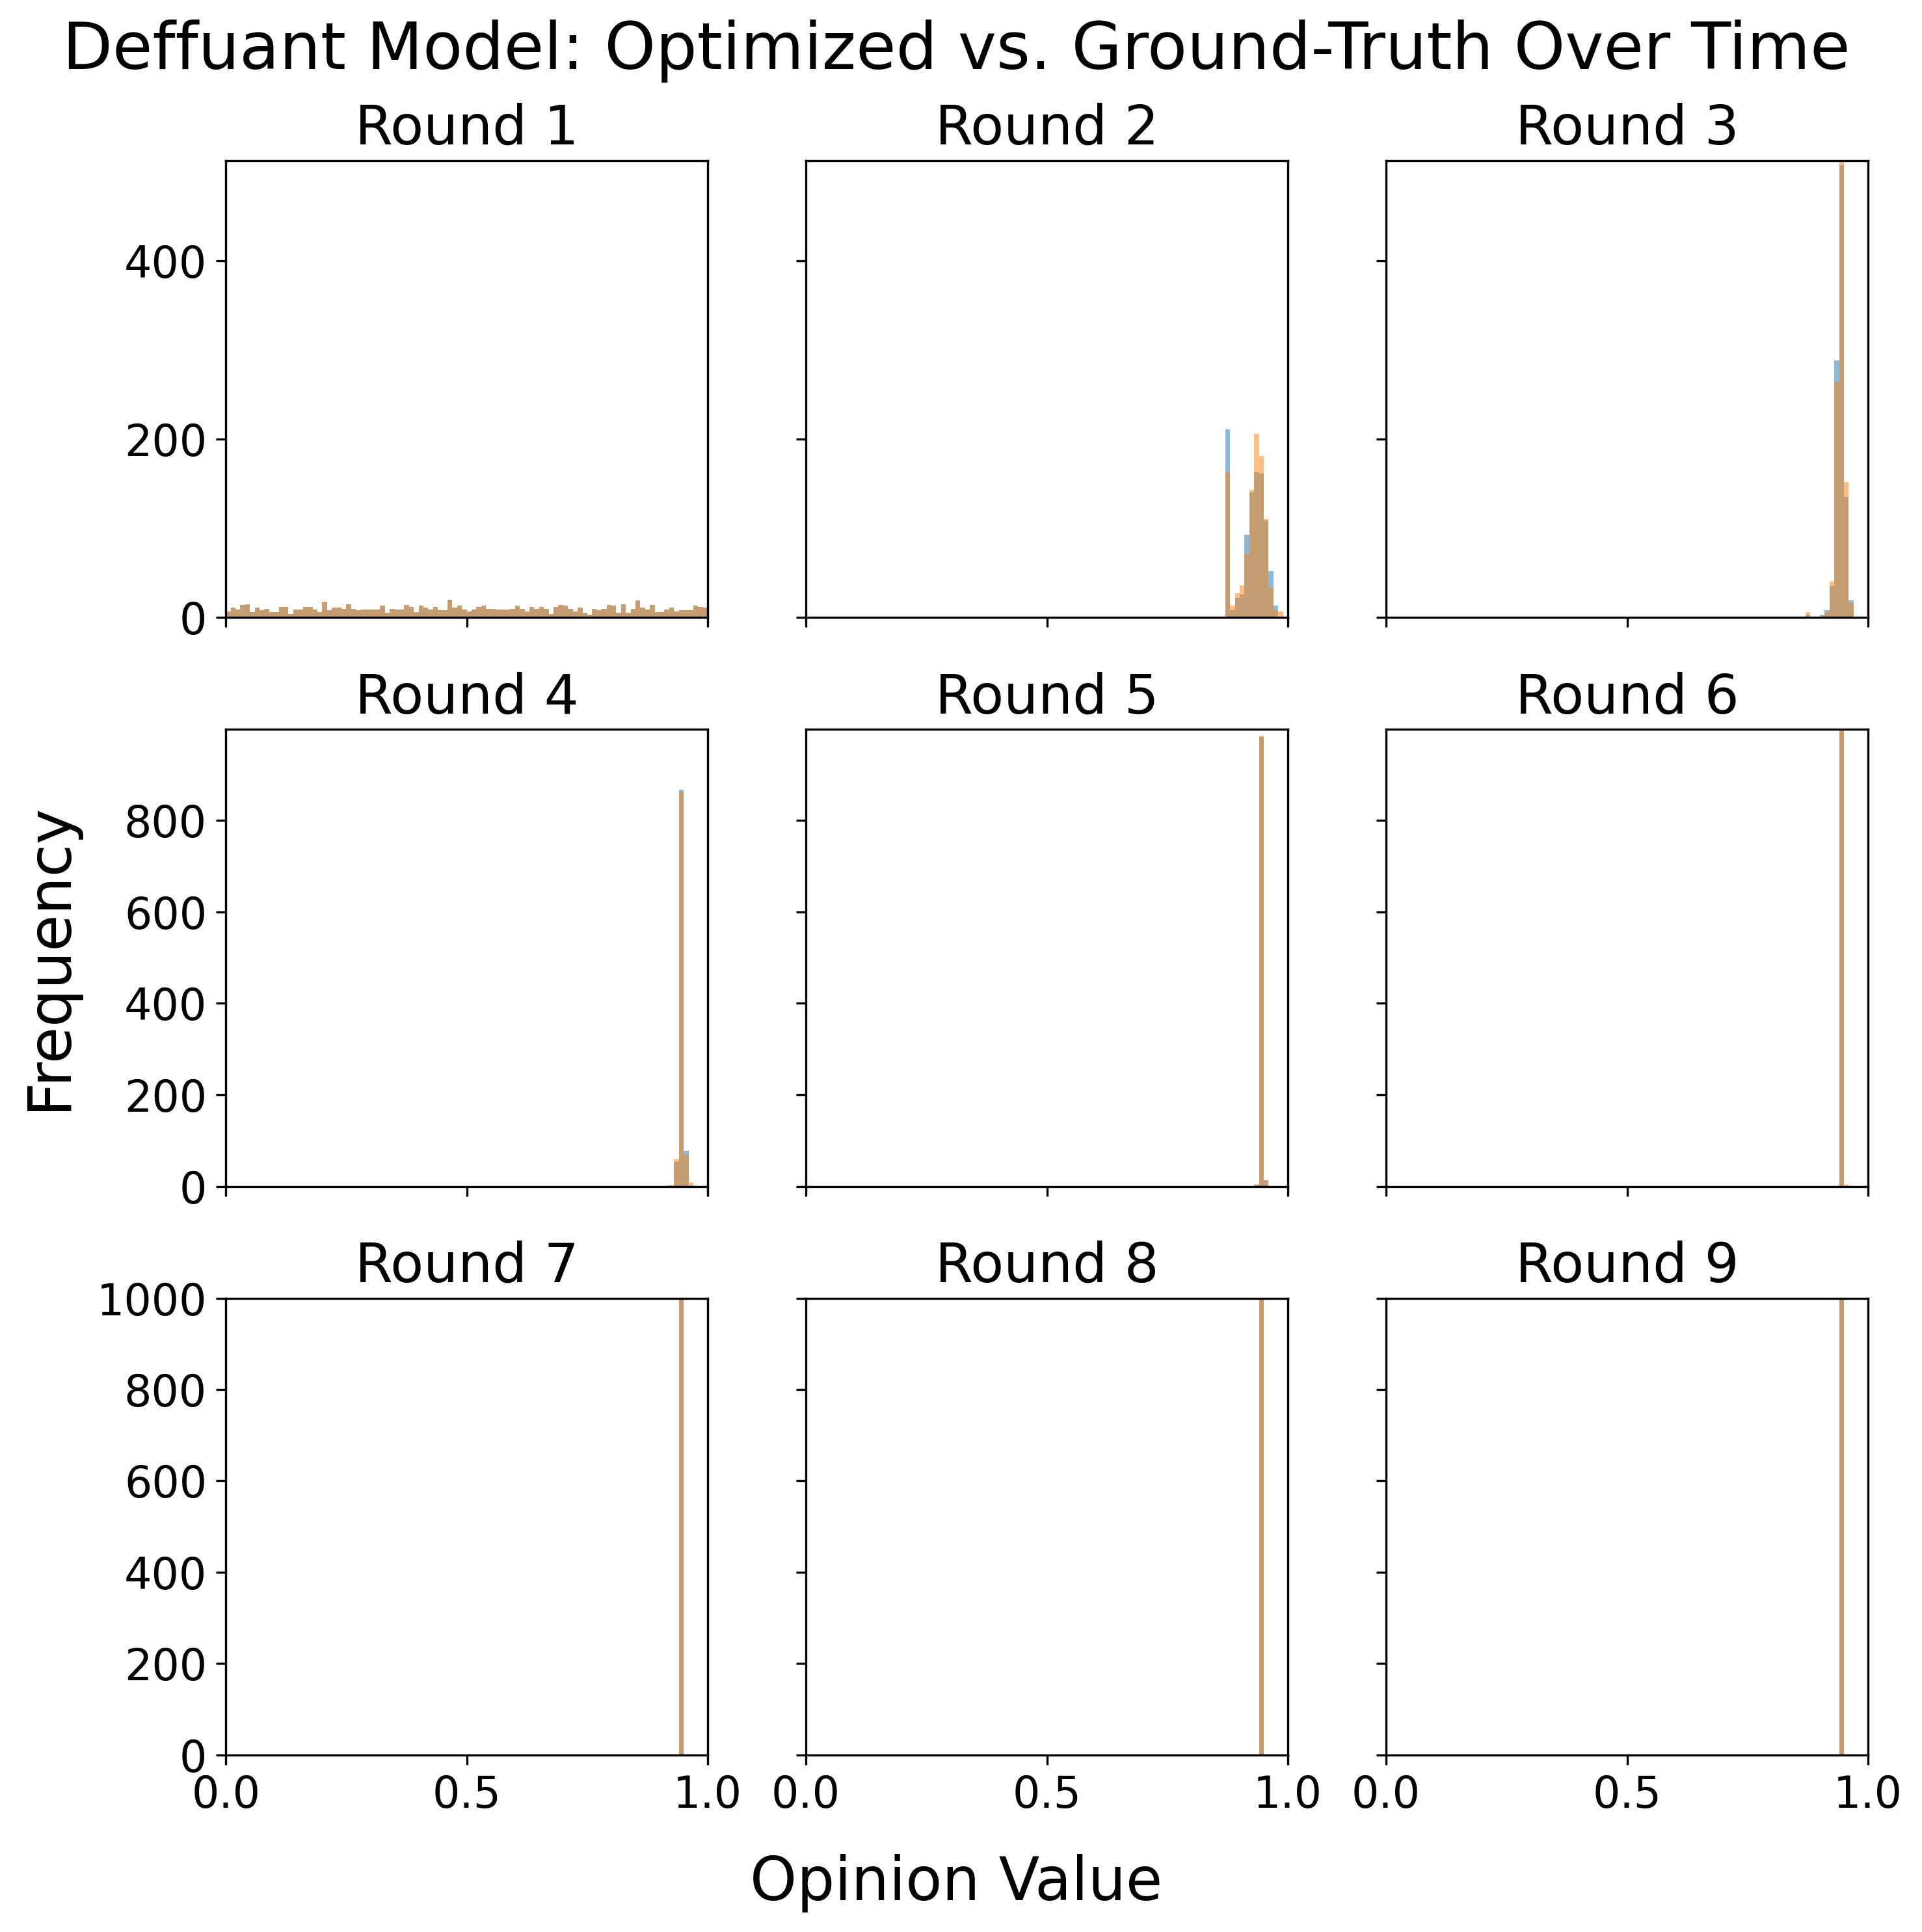 Deffuant Model: Optimized vs. Ground-Truth Over Time
Round 1
Round 2
Round 3
400
200
0
Round 4
Round 5
Round 6
800
600
400
200
0
Frequency
Round 7
Round 8
Round 9
1000
800
600
400
200
0
0.0 0.5 1.0 0.0 0.5 1.0 0.0 0.5 1.0
Opinion Value